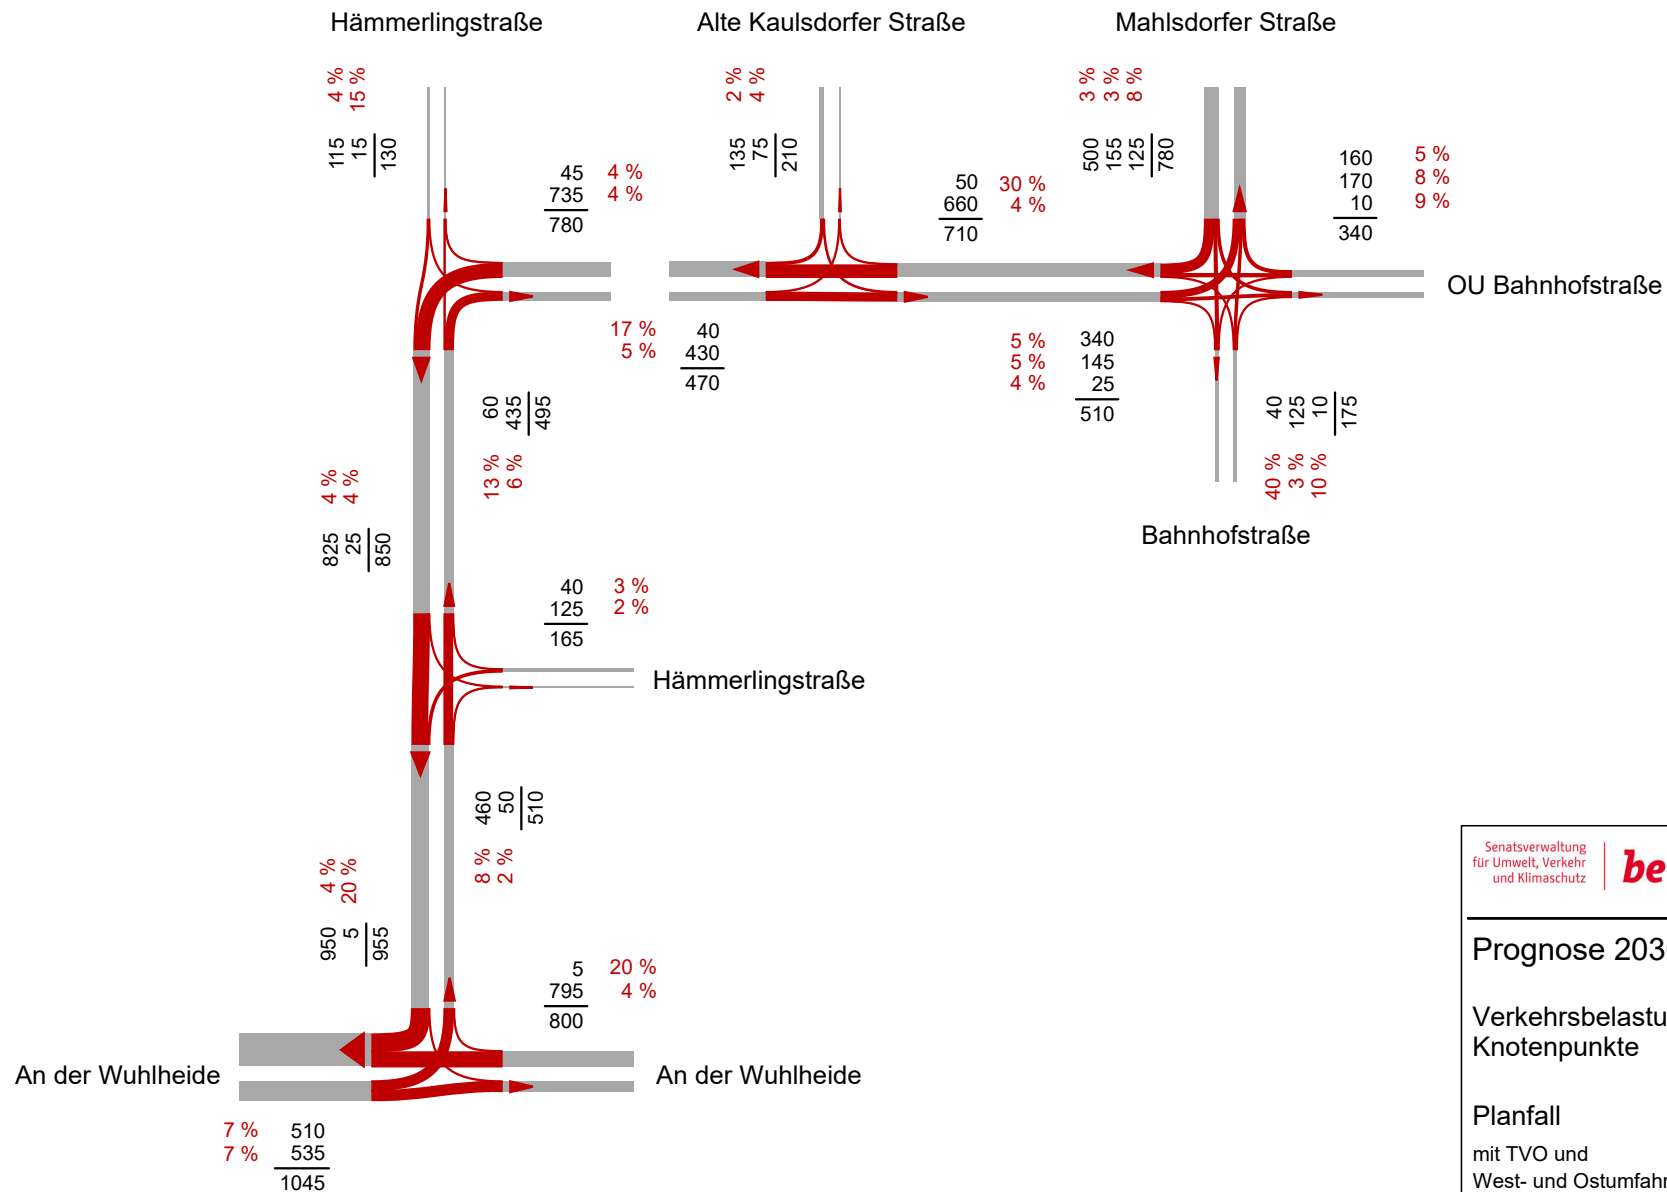 Hämmerlingstraße
Alte Kaulsdorfer Straße
Mahlsdorfer Straße
4 %
15 %
115
15
130
45 4 %
735 4 %
780
2 %
4 %
135
75
210
50 30 %
660 4 %
710
3 %
3 %
8 %
500
155
125
780
160 5 %
170 8 %
10 9 %
340
OU Bahnhofstraße
17 % 40
5 % 430
470
5 % 340
5 % 145
4 % 25
510
60
435
495
13 %
6 %
40
125
10
175
40 %
3 %
10 %
Bahnhofstraße
4 %
4 %
825
25
850
40 3 %
125 2 %
165
Hämmerlingstraße
460
50
510
8 %
2 %
4 %
20 %
950
5
955
5 20 %
795 4 %
800
An der Wuhlheide
An der Wuhlheide
7 % 510
7 % 535
1045
Senatsverwaltung
für Umwelt, Verkehr
und Klimaschutz
be
Prognose 203
Verkehrsbelastu
Knotenpunkte
Planfall
mit TVO und
West- und Ostumfahr